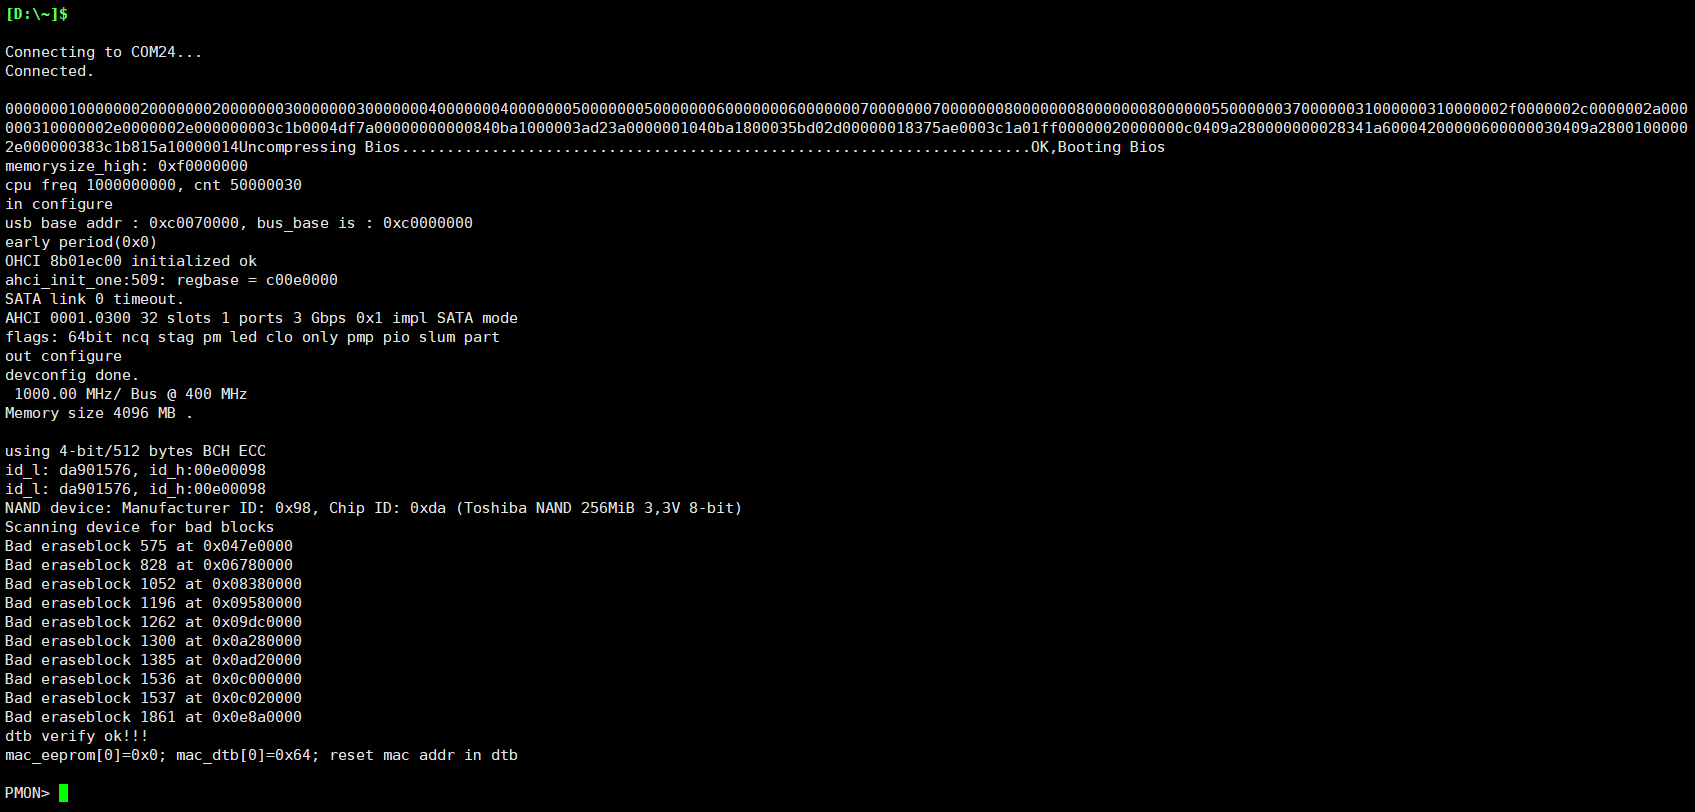 [D:\~]$
Connecting to COM24...
Connected.
00000001000000020000000200000003000000030000000400000004000000050000000500000006000000060000000700000007000000080000000800000008000000550000003700000031000000310000002f0000002c0000002a000
000310000002e0000002e000000003c1b0004df7a00000000000840ba1000003ad23a0000001040ba1800035bd02d00000018375ae0003c1a01ff00000020000000c0409a280000000028341a60004200000600000030409a2800100000
2e000000383c1b815a10000014Uncompressing Bios......................................................................OK,Booting Bios
memorysize_high: 0xf0000000
cpu freq 1000000000, cnt 50000030
in configure
usb base addr : 0xc0070000, bus_base is : 0xc0000000
early period(0x0)
OHCI 8b01ec00 initialized ok
ahci_init_one:509: regbase = c00e0000
SATA link 0 timeout.
AHCI 0001.0300 32 slots 1 ports 3 Gbps 0x1 impl SATA mode
flags: 64bit ncq stag pm led clo only pmp pio slum part
out configure
devconfig done.
1000.00 MHz/ Bus @ 400 MHz
Memory size 4096 MB .
using 4-bit/512 bytes BCH ECC
id_l: da901576, id_h:00e00098
id_l: da901576, id_h:00e00098
NAND device: Manufacturer ID: 0x98, Chip ID: 0xda (Toshiba NAND 256MiB 3,3V 8-bit)
Scanning device for bad blocks
Bad eraseblock 575 at 0x047e0000
Bad eraseblock 828 at 0x06780000
Bad eraseblock 1052 at 0x08380000
Bad eraseblock 1196 at 0x09580000
Bad eraseblock 1262 at 0x09dc0000
Bad eraseblock 1300 at 0x0a280000
Bad eraseblock 1385 at 0x0ad20000
Bad eraseblock 1536 at 0x0c000000
Bad eraseblock 1537 at 0x0c020000
Bad eraseblock 1861 at 0x0e8a0000
dtb verify ok!!!
mac_eeprom[0]=0x0; mac_dtb[0]=0x64; reset mac addr in dtb
PMON>